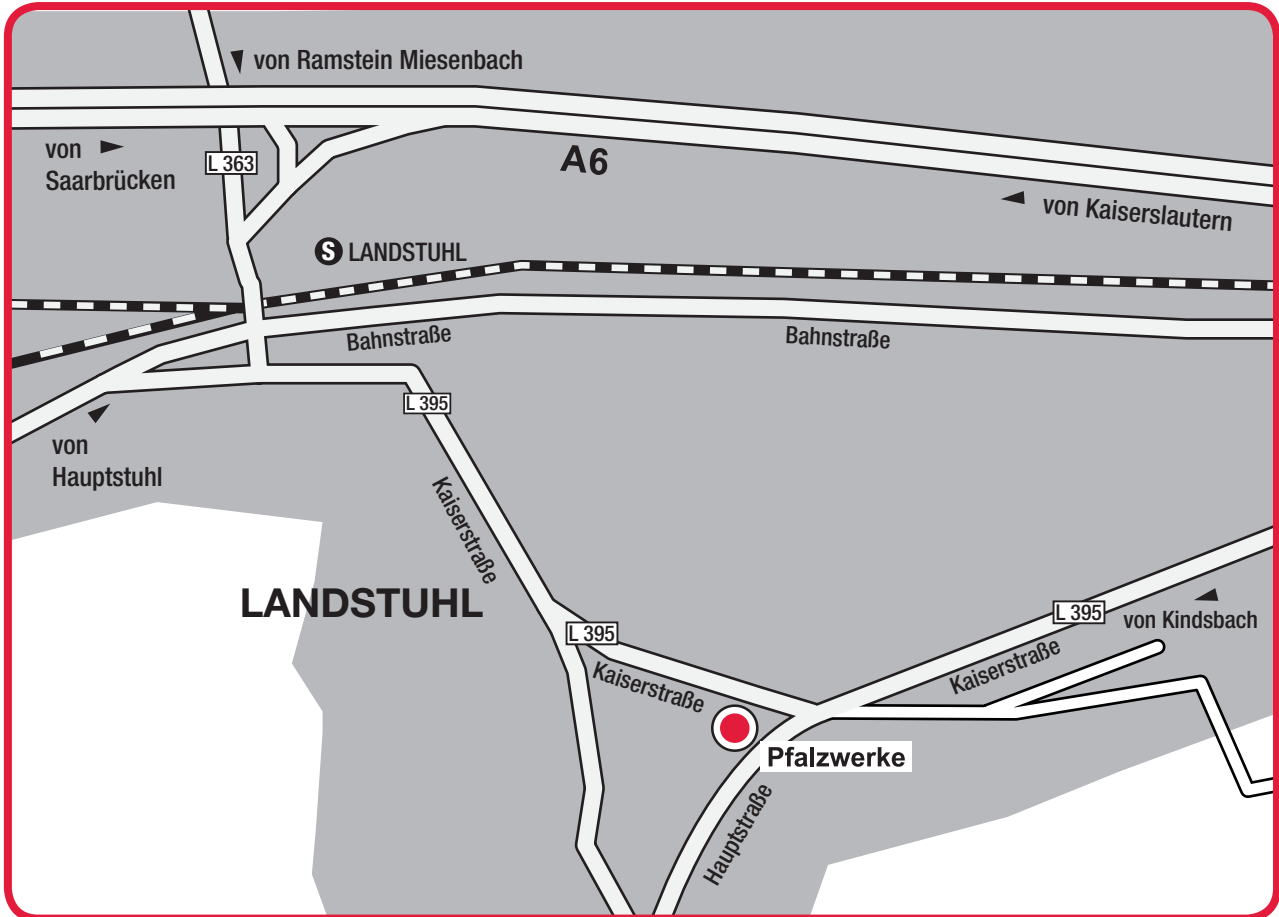 von Ramstein Miesenbach
von
Saarbrücken
L 363
A6
von Kaiserslautern
S LANDSTUHL
Bahnstraße
Bahnstraße
L 395
von
Hauptstuhl
Kaiserstraße
LANDSTUHL
L 395
L 395
von Kindsbach
Kaiserstraße
Kaiserstraße
Pfalzwerke
Hauptstraße